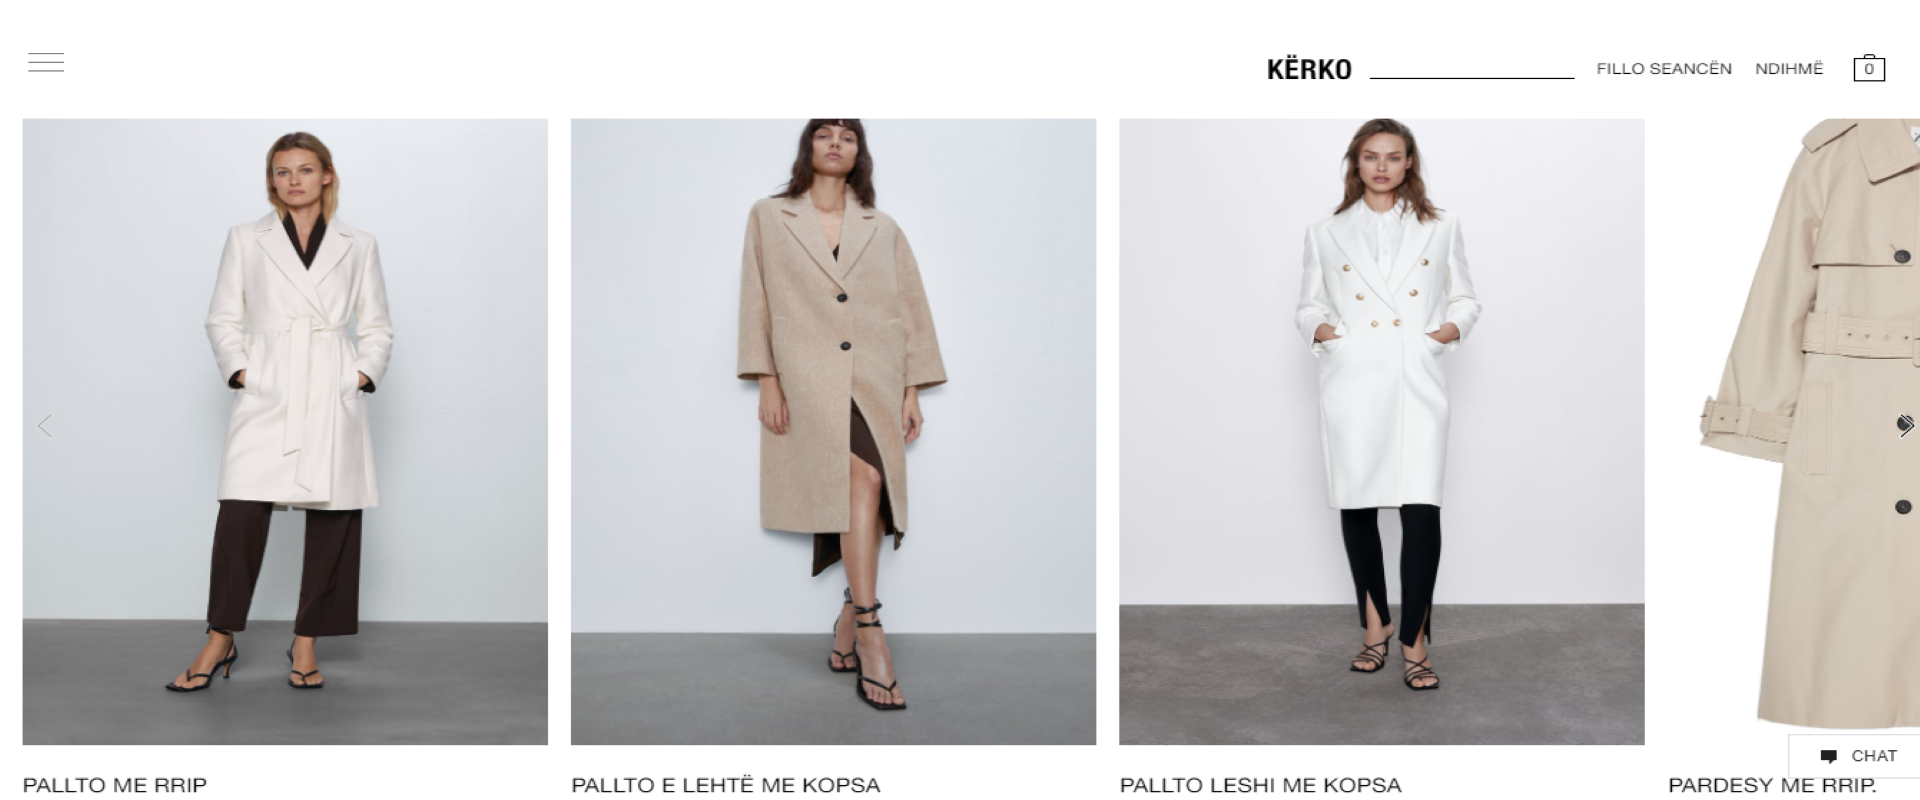 KËRKO
FILLO SEANCËN
NDIHMË
0
CHAT
PALLTO ME RRIP
PALLTO E LEHTË ME KOPSA
PALLTO LESHI ME KOPSA
PARDESY ME RRIP.